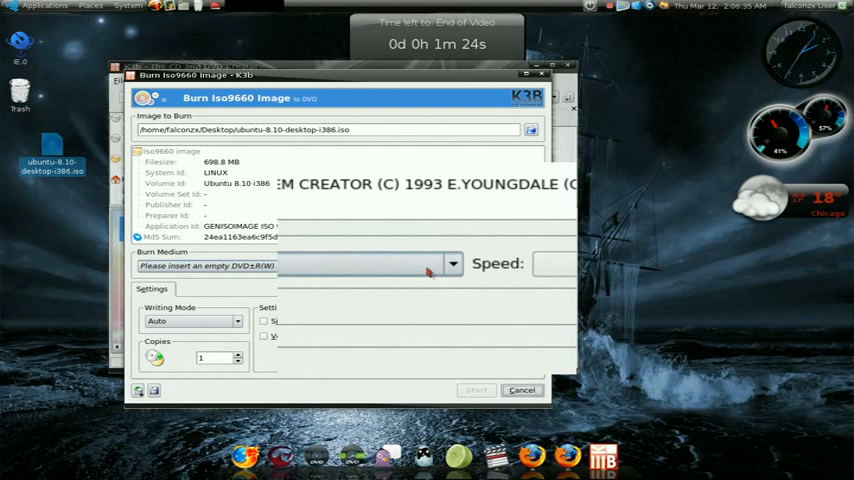 Applications Places System
Thu Mar 12, 2:06:35 AM falconzx User
Time left to: End of Video
0d 0h 1m 24s
IE.0
Trash
ubuntu-8.10-
desktop-i386.iso
Burn Iso9660 Image - K3b
Burn Iso9660 Image to DVD
K3B
Image to Burn
/home/falconzx/Desktop/ubuntu-8.10-desktop-i386.iso
Iso9660 image
Filesize: 698.8 MB
System Id: LINUX
Volume Id: Ubuntu 8.10 i386
Volume Set Id: -
Publisher Id: -
Preparer Id: -
Application Id: GENISOIMAGE ISO
Md5 Sum: 24ea1163ea6c9f5d
EM CREATOR (C) 1993 E.YOUNGDALE (
Burn Medium
Please insert an empty DVD±R(W)
Speed:
Settings
Writing Mode
Auto
Copies
1
Setti
Start
Cancel
41%
57%
18°
Chicago